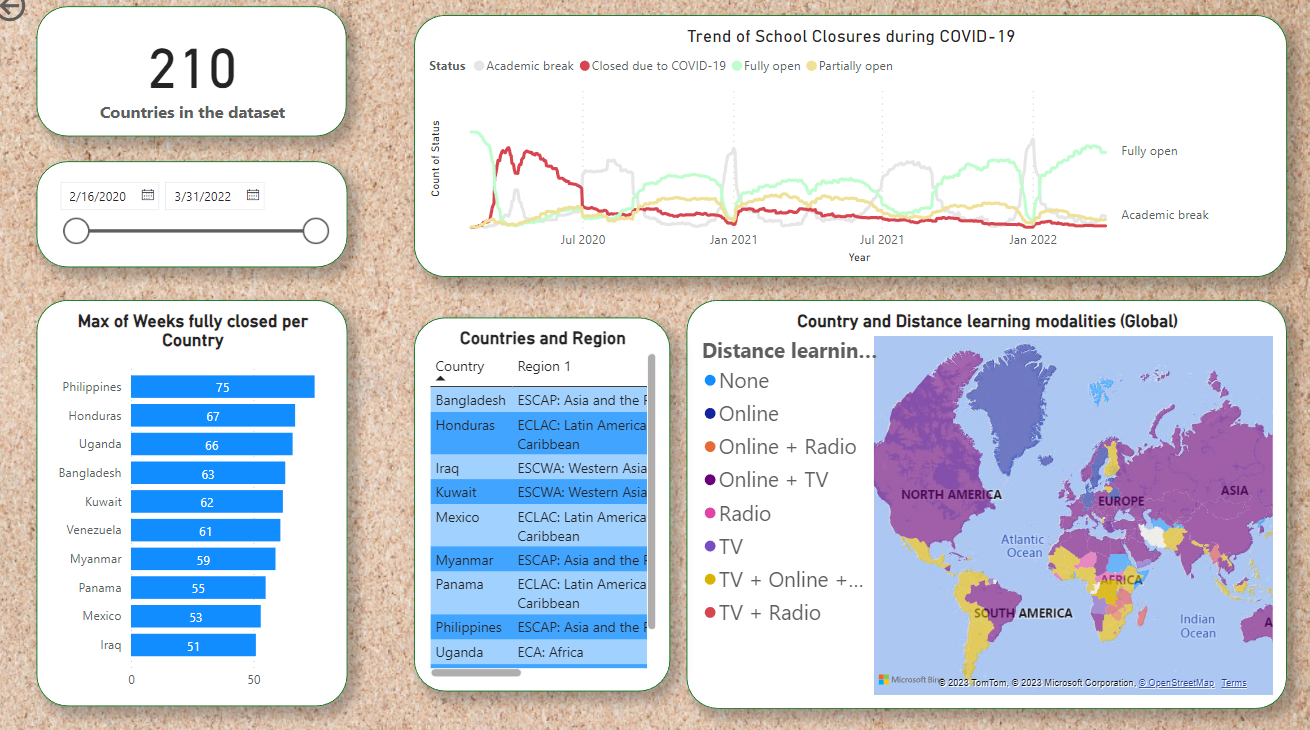 210
Countries in the dataset
2/16/2020
3/31/2022
Trend of School Closures during COVID-19
Status Academic break Closed due to COVID-19 Fully open Partially open
Count of Status
Fully open
Academic break
Jul 2020 Jan 2021 Jul 2021 Jan 2022
Year
Max of Weeks fully closed per
Country
Philippines 75
Honduras 67
Uganda 66
Bangladesh 63
Kuwait 62
Venezuela 61
Myanmar 59
Panama 55
Mexico 53
Iraq 51
0 50
Countries and Region
Country Region 1
Bangladesh ESCAP: Asia and the
Honduras ECLAC: Latin America
Caribbean
Iraq ESCWA: Western Asia
Kuwait ESCWA: Western Asia
Mexico ECLAC: Latin America
Caribbean
Myanmar ESCAP: Asia and the
Panama ECLAC: Latin America
Caribbean
Philippines ESCAP: Asia and the
Uganda ECA: Africa
Country and Distance learning modalities (Global)
Distance learnin...
None
Online
Online + Radio
Online + TV
Radio
TV
TV + Online +...
TV + Radio
NORTH AMERICA
EUROPE
ASIA
Atlantic
Ocean
AFRICA
SOUTH AMERICA
Indian
Ocean
A
Microsoft Bin
© 2023 TomTom, © 2023 Microsoft Corporation, © OpenStreetMap Terms